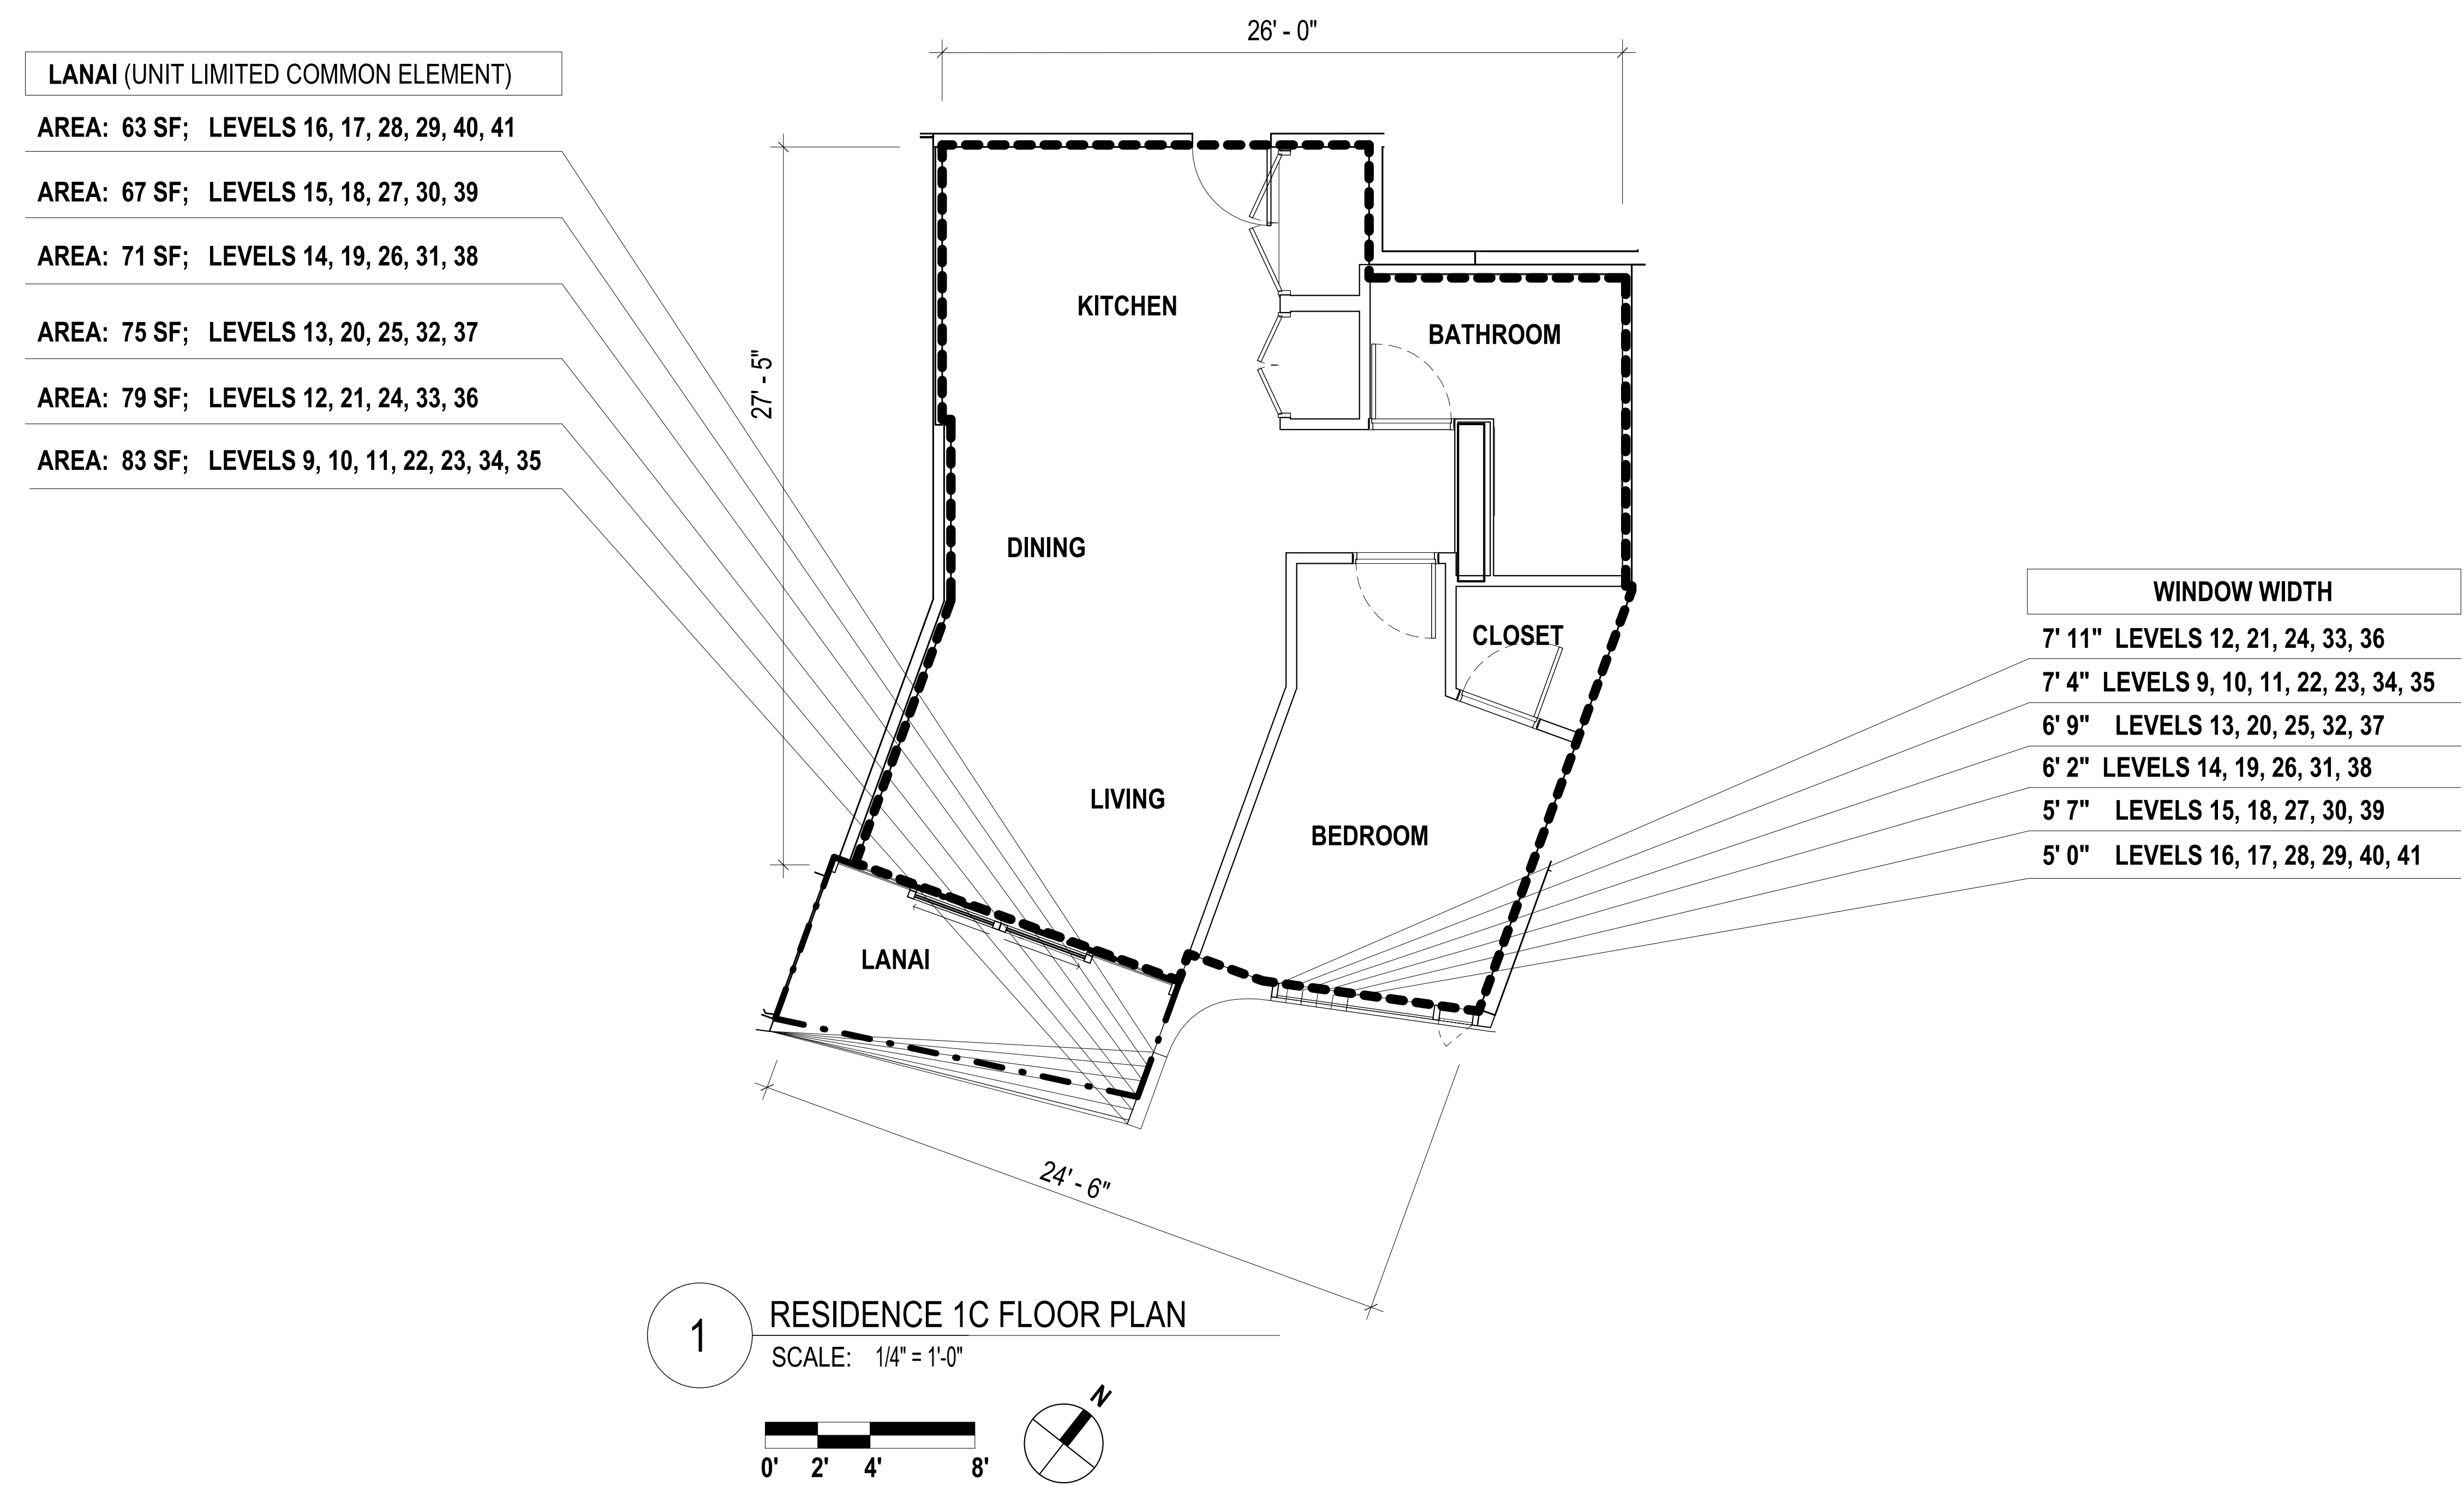 26' - 0"
LANAI (UNIT LIMITED COMMON ELEMENT)
AREA: 63 SF; LEVELS 16, 17, 28, 29, 40, 41
AREA: 67 SF; LEVELS 15, 18, 27, 30, 39
AREA: 71 SF; LEVELS 14, 19, 26, 31, 38
AREA: 75 SF; LEVELS 13, 20, 25, 32, 37
AREA: 79 SF; LEVELS 12, 21, 24, 33, 36
AREA: 83 SF; LEVELS 9, 10, 11, 22, 23, 34, 35
27' - 5"
KITCHEN
BATHROOM
DINING
CLOSET
LIVING
BEDROOM
LANAI
WINDOW WIDTH
7' 11" LEVELS 12, 21, 24, 33, 36
7' 4" LEVELS 9, 10, 11, 22, 23, 34, 35
6' 9" LEVELS 13, 20, 25, 32, 37
6' 2" LEVELS 14, 19, 26, 31, 38
5' 7" LEVELS 15, 18, 27, 30, 39
5' 0" LEVELS 16, 17, 28, 29, 40, 41
24' - 6"
1
RESIDENCE 1C FLOOR PLAN
SCALE: 1/4" = 1'-0"
N
0' 2' 4' 8'